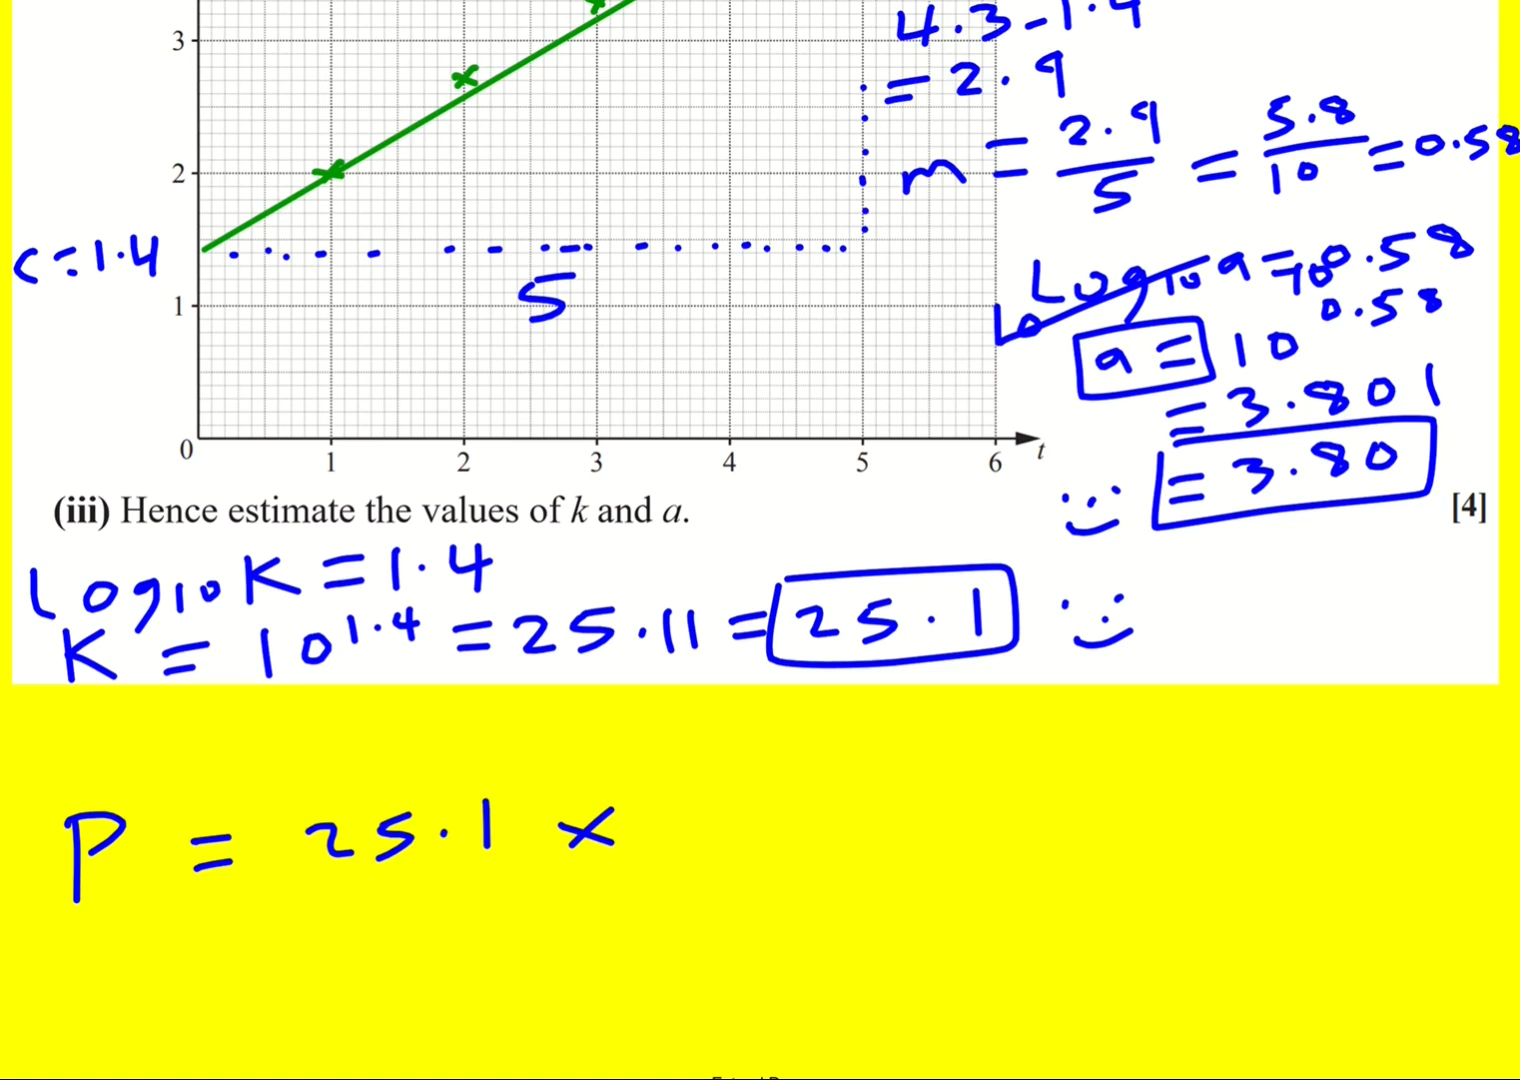 4.3-1.4
3
= 2.9
m = 2.9/5 = 5.8/10 = 0.58
2
c=1.4
5
1
Log10 a = 0.58
a = 10^0.58
= 3.801
= 3.80
0 1 2 3 4 5 6 t
(iii) Hence estimate the values of k and a. [4]
Log10 K = 1.4
K = 10^1.4 = 25.11 = 25.1
P = 25.1 ×